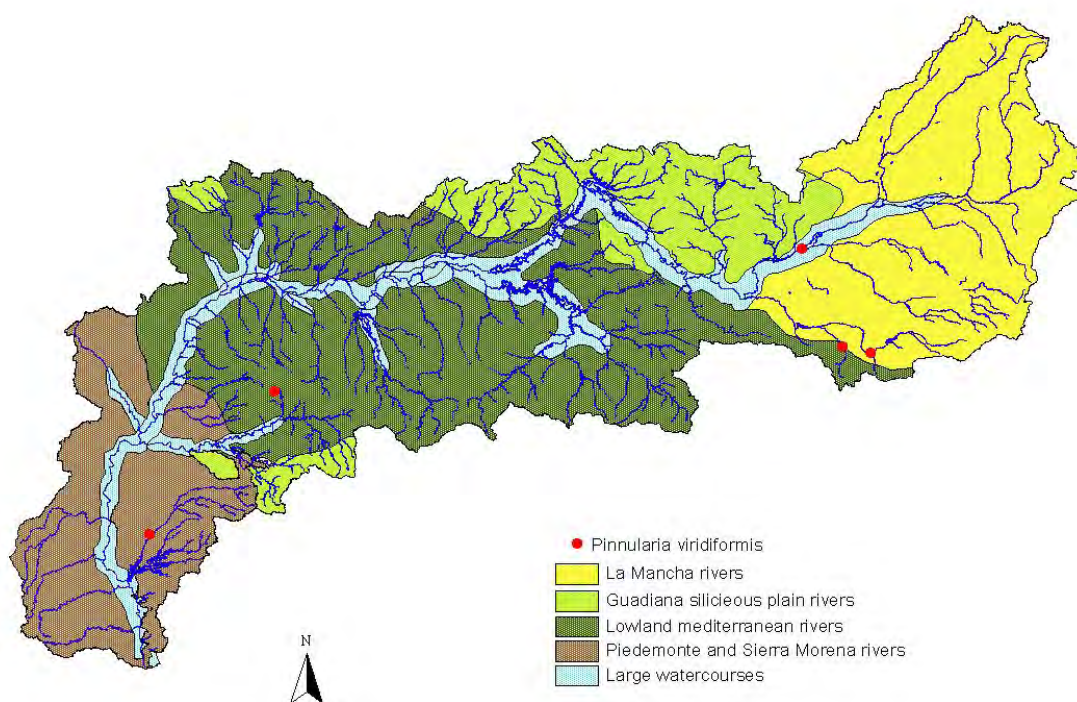 Pinnularia viridiformis
La Mancha rivers
Guadiana silicieous plain rivers
Lowland mediterranean rivers
Piedemonte and Sierra Morena rivers
Large watercourses
N